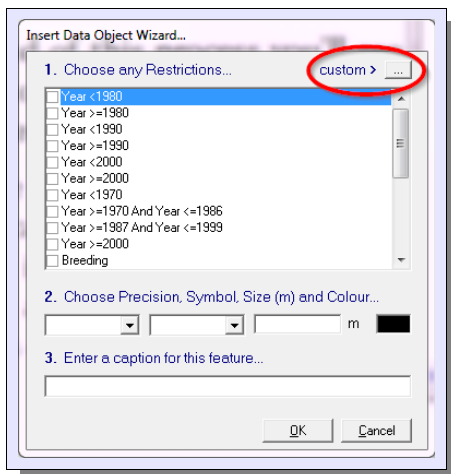 Insert Data Object Wizard...
1. Choose any Restrictions... custom > ...
Year <1980
Year >=1980
Year <1990
Year >=1990
Year <2000
Year >=2000
Year <1970
Year >=1970 And Year <=1986
Year >=1987 And Year <=1999
Year >=2000
Breeding
2. Choose Precision, Symbol, Size (m) and Colour...
m
3. Enter a caption for this feature...
OK Cancel